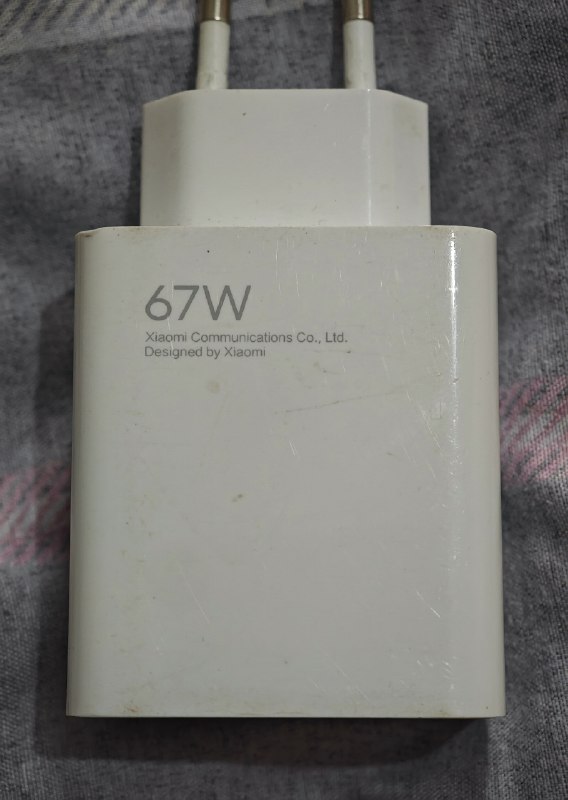 67W
Xiaomi Communications Co., Ltd.
Designed by Xiaomi